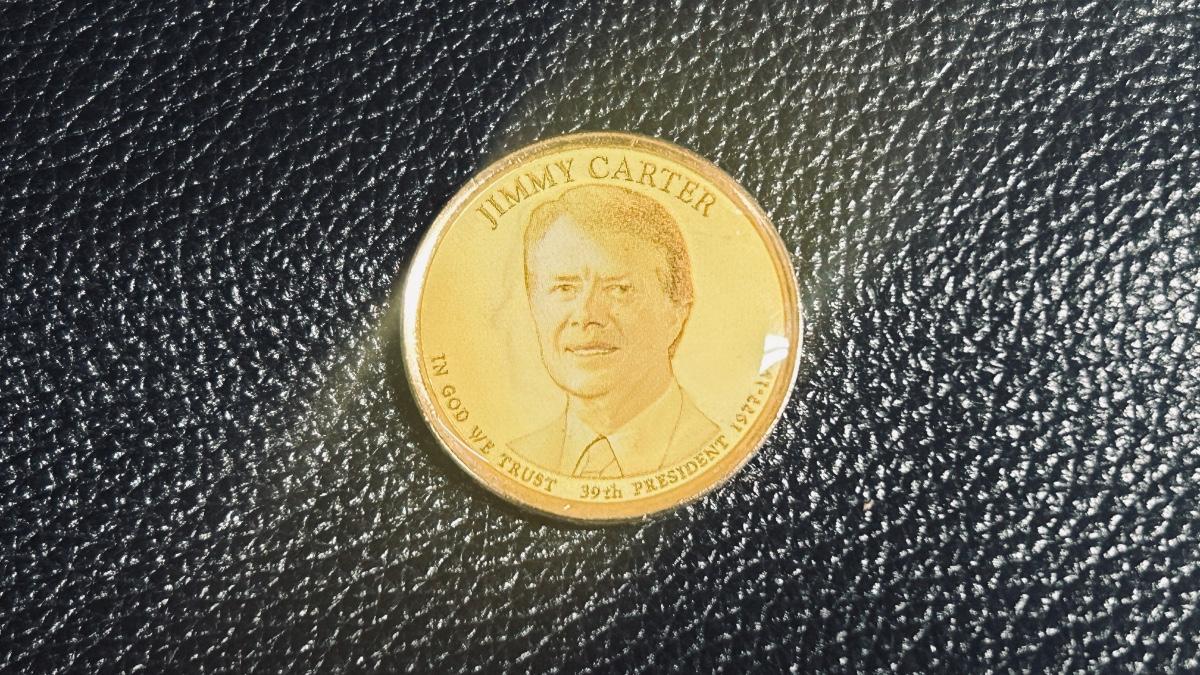 JIMMY CARTER
IN GOD WE TRUST
39th PRESIDENT